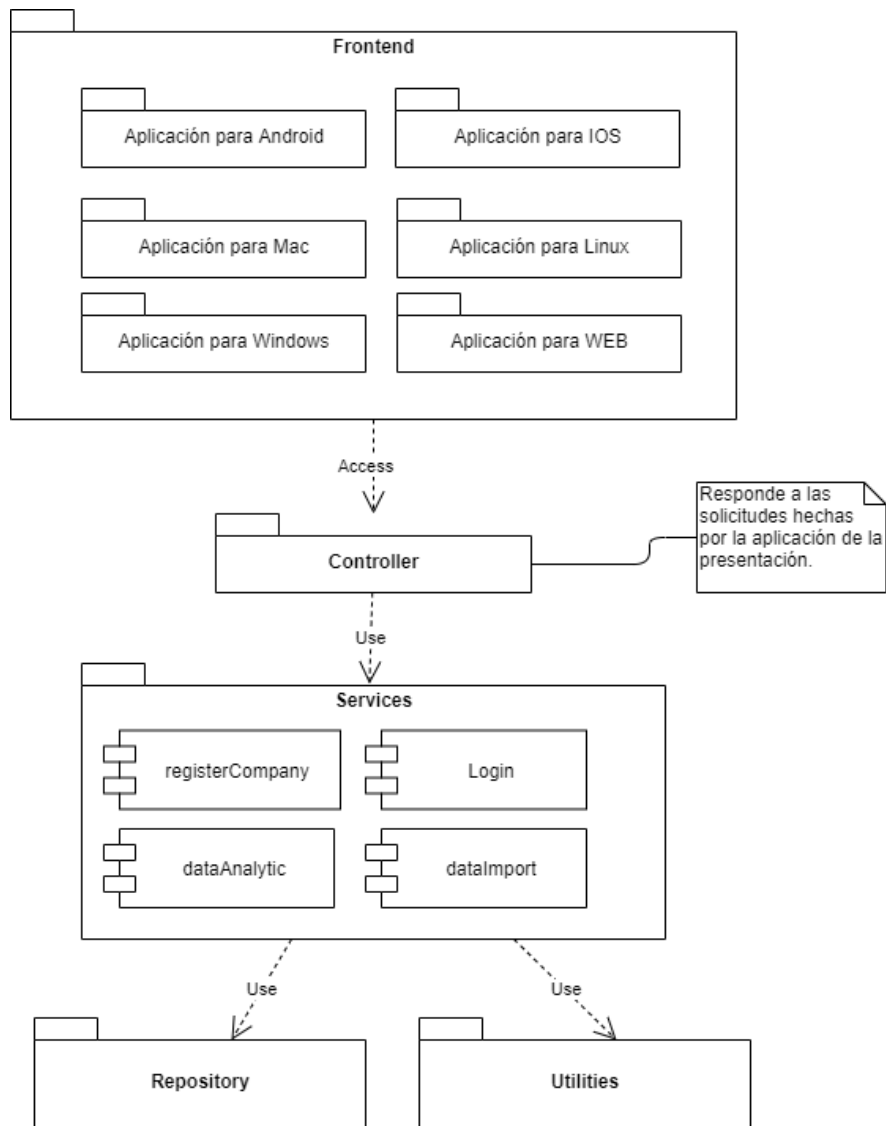 Frontend
Aplicación para Android
Aplicación para IOS
Aplicación para Mac
Aplicación para Linux
Aplicación para Windows
Aplicación para WEB
Access
Responde a las
solicitudes hechas
por la aplicación de la
presentación.
Controller
Use
Services
registerCompany
Login
dataAnalytic
dataImport
Use
Use
Repository
Utilities